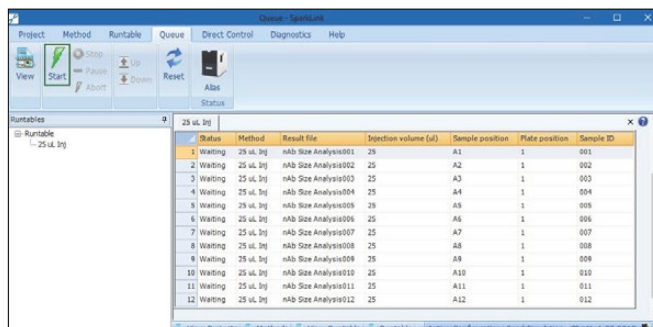 Queue - SparkLink
Project Method Runtable Queue Direct Control Diagnostics Help
View Start Stop Pause Abort Up Down Reset Alias
Status
Runtables
25 uL Inj
Runtable
25 uL Inj
Status Method Result file Injection volume (ul) Sample position Plate position Sample ID
1 Waiting 25 uL Inj nAb Size Analysis001 25 A1 1 001
2 Waiting 25 uL Inj nAb Size Analysis002 25 A2 1 002
3 Waiting 25 uL Inj nAb Size Analysis003 25 A3 1 003
4 Waiting 25 uL Inj nAb Size Analysis004 25 A4 1 004
5 Waiting 25 uL Inj nAb Size Analysis005 25 A5 1 005
6 Waiting 25 uL Inj nAb Size Analysis006 25 A6 1 006
7 Waiting 25 uL Inj nAb Size Analysis007 25 A7 1 007
8 Waiting 25 uL Inj nAb Size Analysis008 25 A8 1 008
9 Waiting 25 uL Inj nAb Size Analysis009 25 A9 1 009
10 Waiting 25 uL Inj nAb Size Analysis010 25 A10 1 010
11 Waiting 25 uL Inj nAb Size Analysis011 25 A11 1 011
12 Waiting 25 uL Inj nAb Size Analysis012 25 A12 1 012